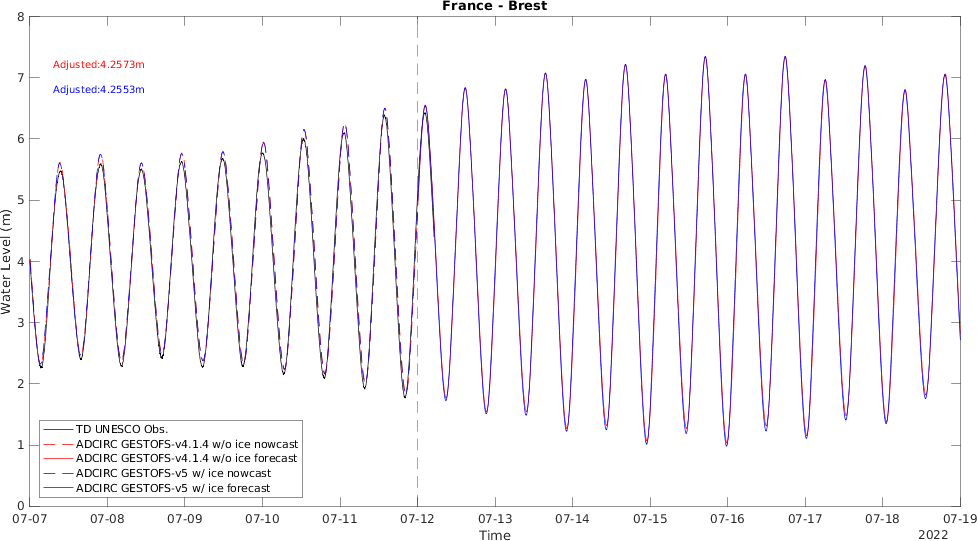 France - Brest
8
7
6
5
4
3
2
1
0
Water Level (m)
Adjusted:4.2573m
Adjusted:4.2553m
TD UNESCO Obs.
ADCIRC GESTOFS-v4.1.4 w/o ice nowcast
ADCIRC GESTOFS-v4.1.4 w/o ice forecast
ADCIRC GESTOFS-v5 w/ ice nowcast
ADCIRC GESTOFS-v5 w/ ice forecast
07-07 07-08 07-09 07-10 07-11 07-12 07-13 07-14 07-15 07-16 07-17 07-18 07-19
Time 2022